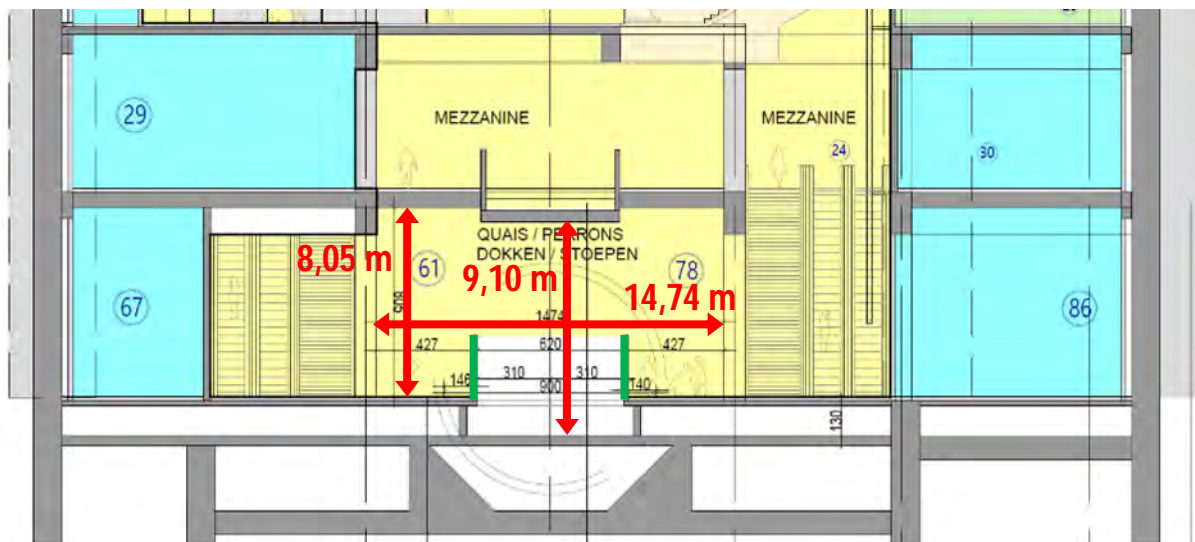 29
MEZZANINE
MEZZANINE
24
30
QUAIS / PERRONS
DOKKEN / STOEPEN
8,05 m
61
9,10 m
78
14,74 m
67
86
1474
427
620
427
310
310
146
900
140
130